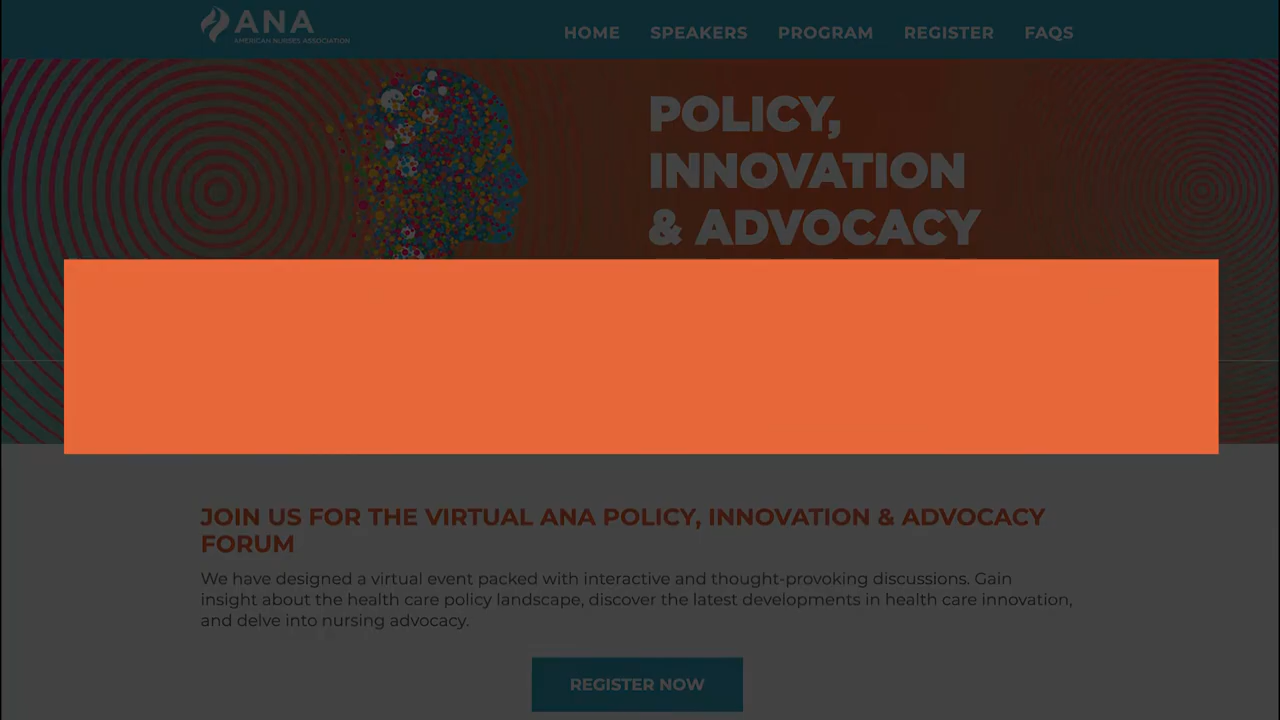 ANA
AMERICAN NURSES ASSOCIATION
HOME SPEAKERS PROGRAM REGISTER FAQS
POLICY,
INNOVATION
& ADVOCACY
JOIN US FOR THE VIRTUAL ANA POLICY, INNOVATION & ADVOCACY
FORUM
We have designed a virtual event packed with interactive and thought-provoking discussions. Gain
insight about the health care policy landscape, discover the latest developments in health care innovation,
and delve into nursing advocacy.
REGISTER NOW